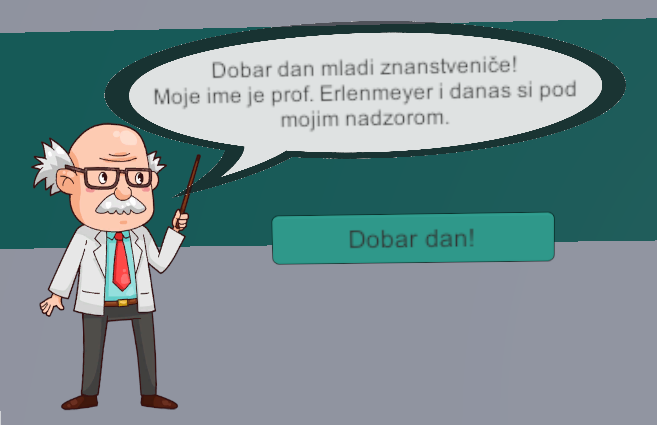 Dobar dan mladi znanstveniče!
Moje ime je prof. Erlenmeyer i danas si pod
mojim nadzorom.
Dobar dan!